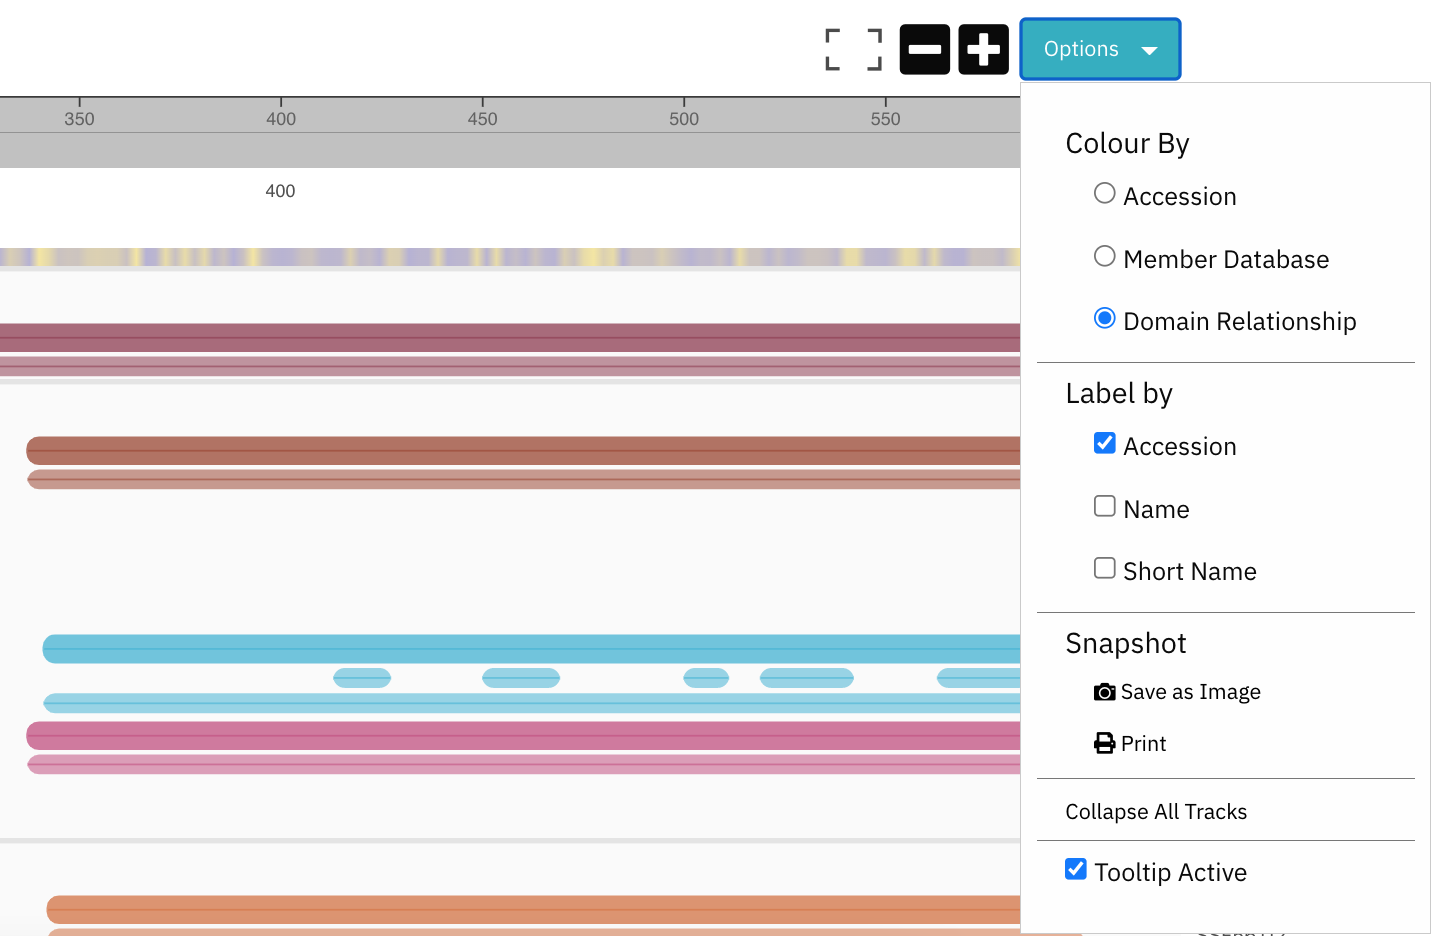 Options
350 400 450 500 550
400
Colour By
Accession
Member Database
Domain Relationship
Label by
Accession
Name
Short Name
Snapshot
Save as Image
Print
Collapse All Tracks
Tooltip Active